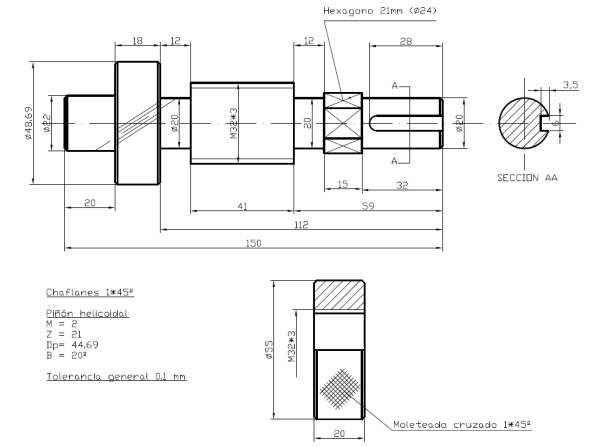 Hexagono 21mm (Ø24)
18
12
12
28
3,5
A
Ø48,69
Ø22
Ø20
M32*3
20
Ø20
6
A
SECCION AA
15
32
20
41
59
112
150
Chaflanes 1*45º
Piñón helicoidal
M = 2
Z = 21
Dp= 44,69
B = 20º
Tolerancia general 0,1 mm
Ø55
M32*3
Moleteado cruzado 1*45º
20